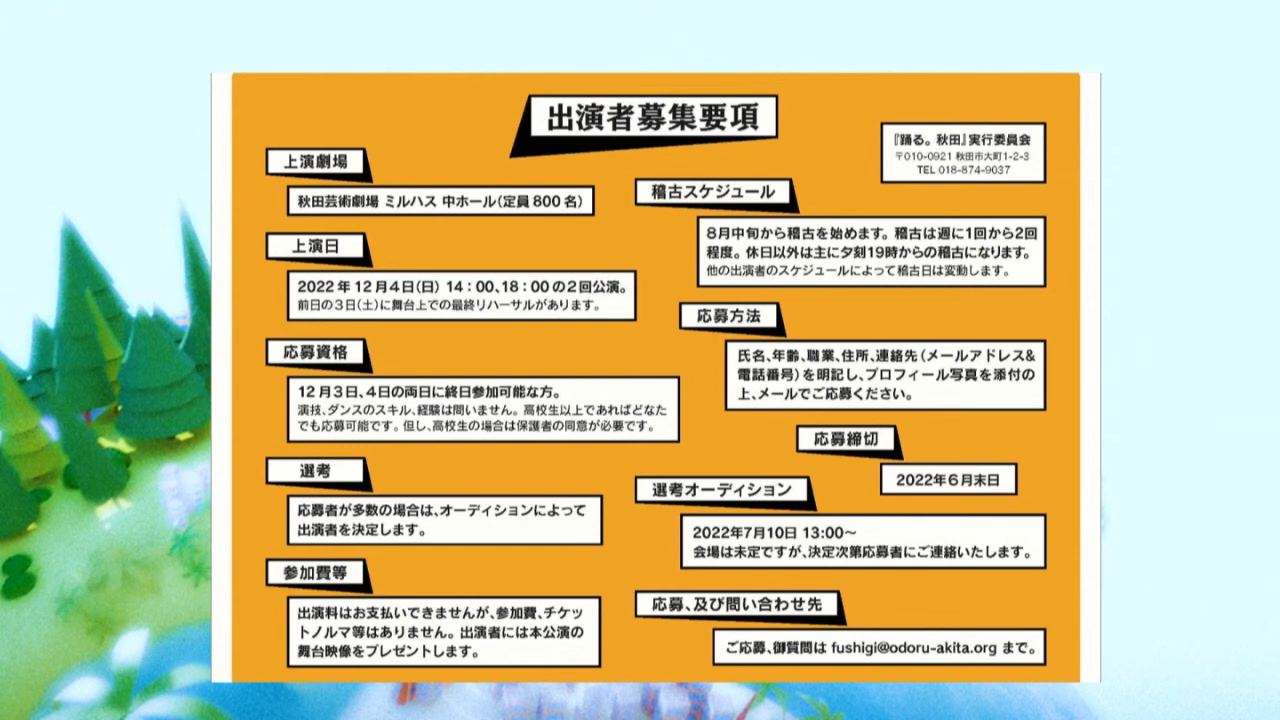 出演者募集要項
『踊る。秋田』実行委員会
〒010-0921 秋田市大町1-2-3
TEL 018-874-9037
上演劇場
秋田芸術劇場 ミルハス 中ホール(定員800名)
上演日
2022年12月4日(日) 14:00、18:00の2回公演。
前日の3日(土)に舞台上での最終リハーサルがあります。
応募資格
12月3日、4日の両日に終日参加可能な方。
演技、ダンスのスキル、経験は問いません。高校生以上であればどなた
でも応募可能です。但し、高校生の場合は保護者の同意が必要です。
選考
応募者が多数の場合は、オーディションによって
出演者を決定します。
参加費等
出演料はお支払いできませんが、参加費、チケッ
トノルマ等はありません。出演者には本公演の
舞台映像をプレゼントします。
稽古スケジュール
8月中旬から稽古を始めます。稽古は週に1回から2回
程度。休日以外は主に夕刻19時からの稽古になります。
他の出演者のスケジュールによって稽古日は変動します。
応募方法
氏名、年齢、職業、住所、連絡先(メールアドレス&
電話番号)を明記し、プロフィール写真を添付の
上、メールでご応募ください。
応募締切
2022年6月末日
選考オーディション
2022年7月10日 13:00～
会場は未定ですが、決定次第応募者にご連絡いたします。
応募、及び問い合わせ先
ご応募、御質問は fushigi@odoru-akita.org まで。